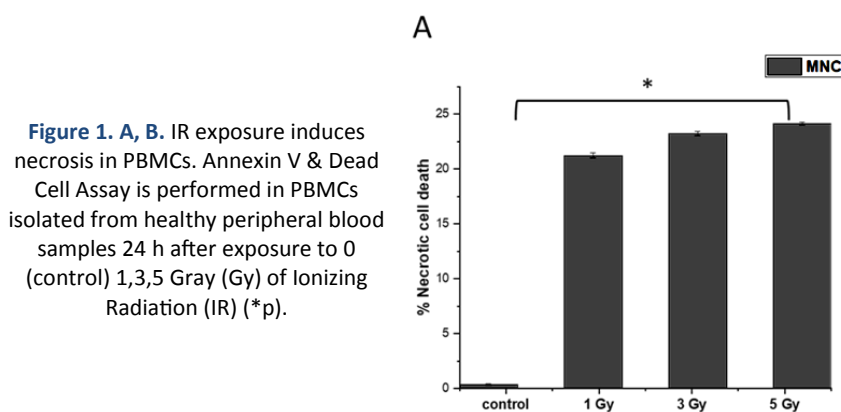 Figure 1. A, B. IR exposure induces
necrosis in PBMCs. Annexin V & Dead
Cell Assay is performed in PBMCs
isolated from healthy peripheral blood
samples 24 h after exposure to 0
(control) 1,3,5 Gray (Gy) of Ionizing
Radiation (IR) (*p).
A
MNC
*
% Necrotic cell death
25
20
15
10
5
0
control 1 Gy 3 Gy 5 Gy